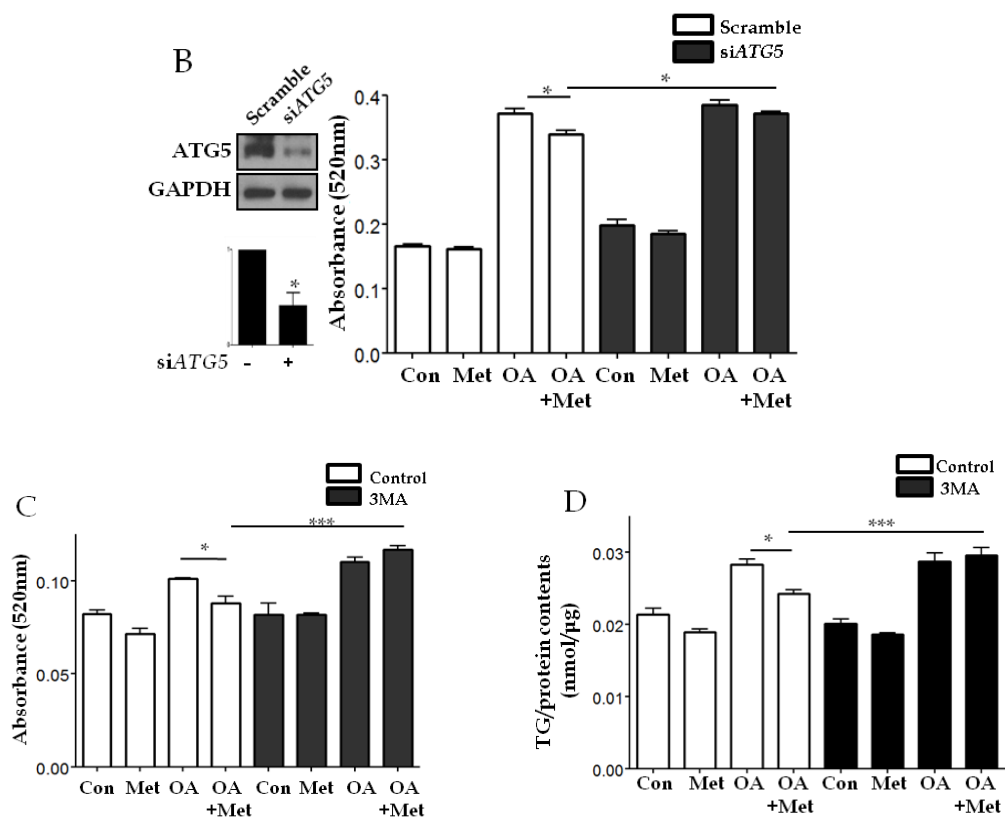 B
Scramble
siATG5
ATG5
GAPDH
*
siATG5 - +
Scramble
siATG5
Absorbance (520nm)
0.4
0.3
0.2
0.1
0.0
*
*
Con Met OA OA Con Met OA OA
+Met +Met
C
Control
3MA
Absorbance (520nm)
0.10
0.05
0.00
*
***
Con Met OA OA Con Met OA OA
+Met +Met
D
Control
3MA
TG/protein contents
(nmol/µg)
0.03
0.02
0.01
0.00
*
***
Con Met OA OA Con Met OA OA
+Met +Met